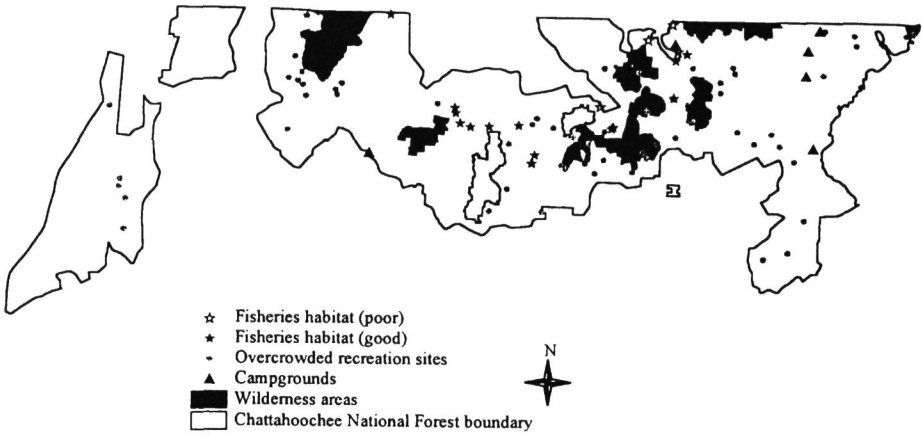 Fisheries habitat (poor)
Fisheries habitat (good)
Overcrowded recreation sites
Campgrounds
Wilderness areas
Chattahoochee National Forest boundary
N